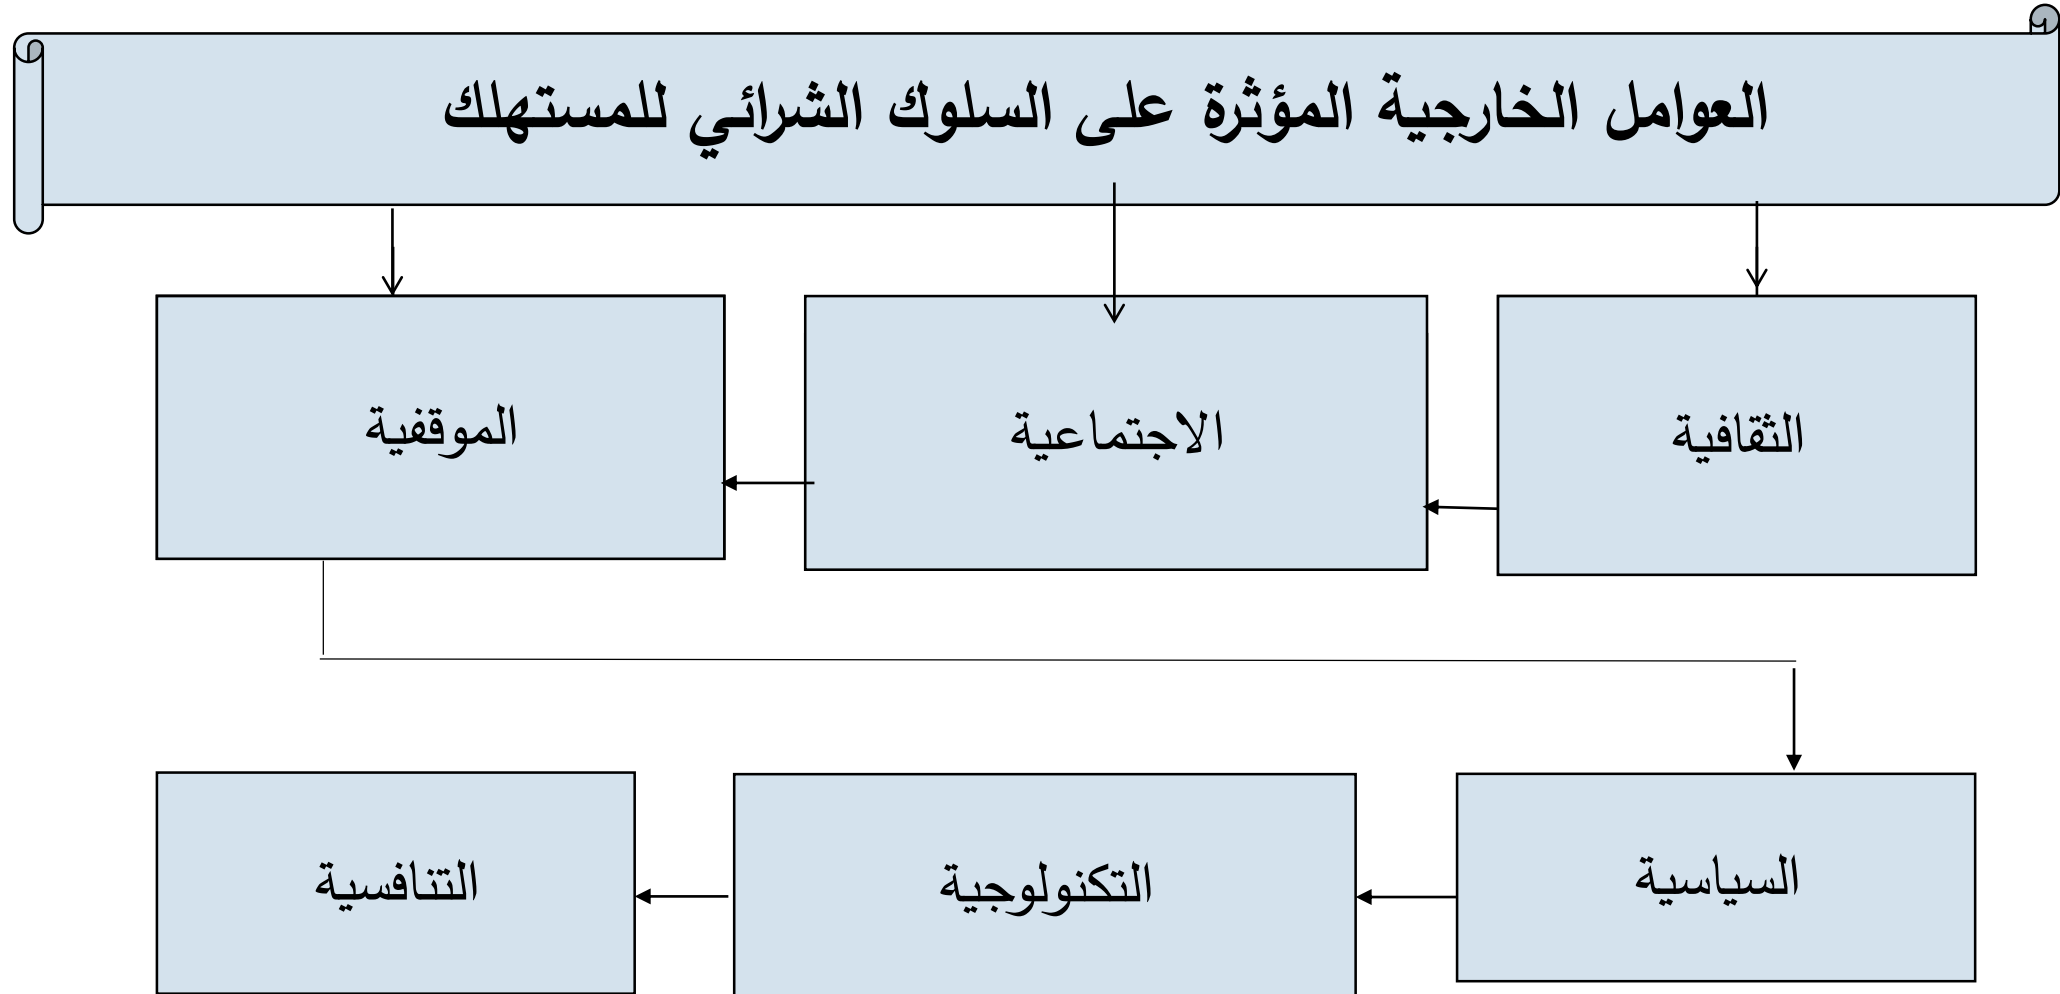 العوامل الخارجية المؤثرة على السلوك الشرائي للمستهلك
الثقافية
الاجتماعية
الموقفية
السياسية
التكنولوجية
التنافسية